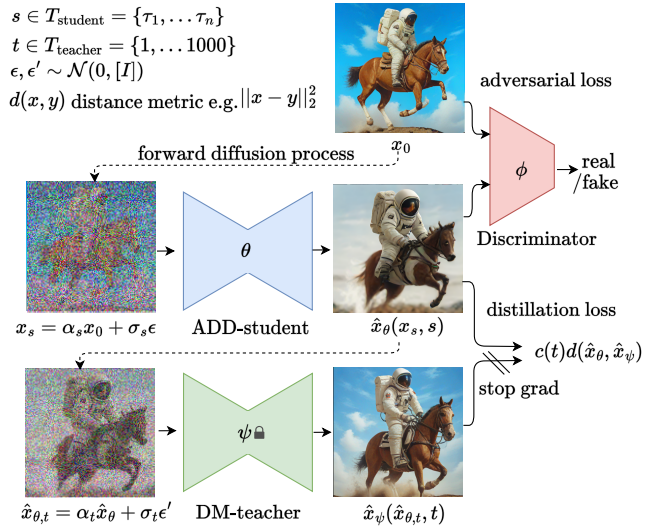 s ∈ T_student = {τ_1, … τ_n}
t ∈ T_teacher = {1, … 1000}
ϵ, ϵ′ ∼ 𝒩(0, [I])
d(x, y) distance metric e.g. ||x − y||_2^2
adversarial loss
x_0
forward diffusion process
ϕ
real
/fake
Discriminator
θ
x_s = α_s x_0 + σ_s ϵ
ADD-student
x̂_θ(x_s, s)
distillation loss
c(t)d(x̂_θ, x̂_ψ)
stop grad
ψ
x̂_{θ,t} = α_t x̂_θ + σ_t ϵ′
DM-teacher
x̂_ψ(x̂_{θ,t}, t)